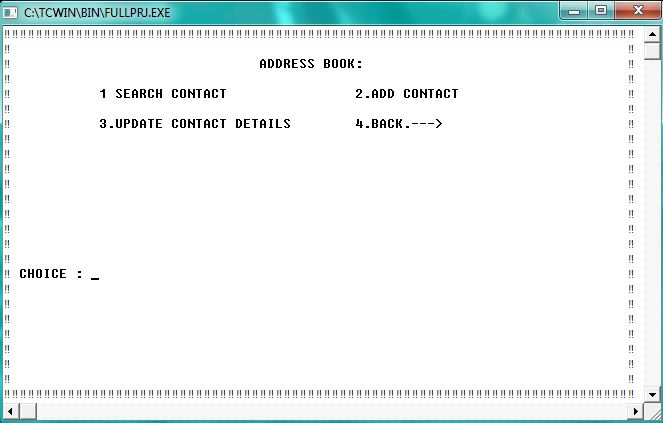 C:\TCWIN\BIN\FULLPRJ.EXE
ADDRESS BOOK:
1 SEARCH CONTACT 2.ADD CONTACT
3.UPDATE CONTACT DETAILS 4.BACK.--->
CHOICE : _